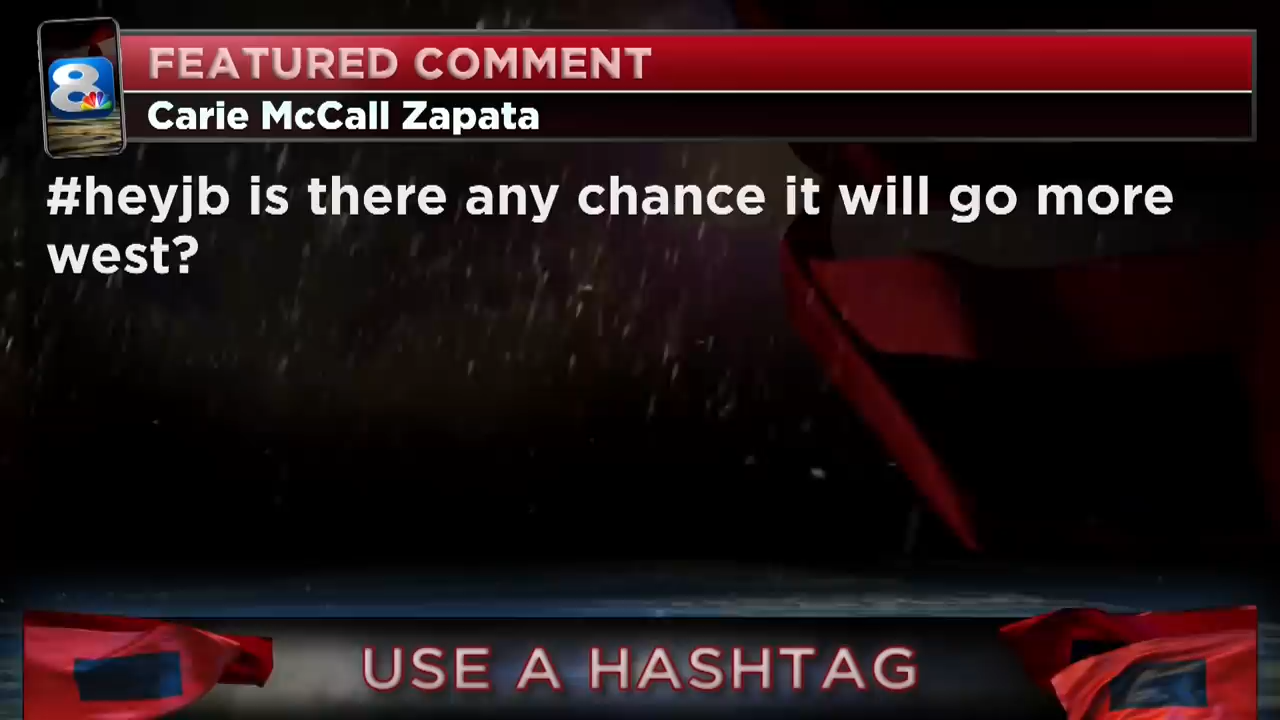 8
FEATURED COMMENT
Carie McCall Zapata
#heyjb is there any chance it will go more
west?
USE A HASHTAG